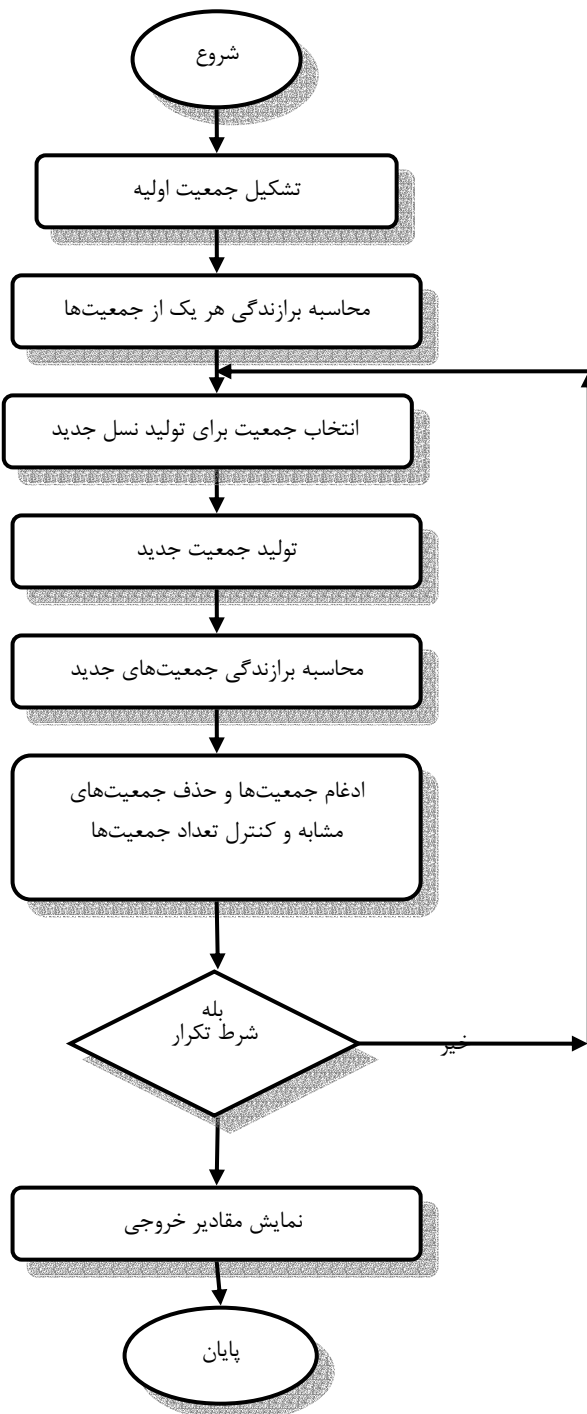 شروع
تشکیل جمعیت اولیه
محاسبه برازندگی هر یک از جمعیت‌ها
انتخاب جمعیت برای تولید نسل جدید
تولید جمعیت جدید
محاسبه برازندگی جمعیت‌های جدید
ادغام جمعیت‌ها و حذف جمعیت‌های
مشابه و کنترل تعداد جمعیت‌ها
بله
شرط تکرار
خیر
نمایش مقادیر خروجی
پایان